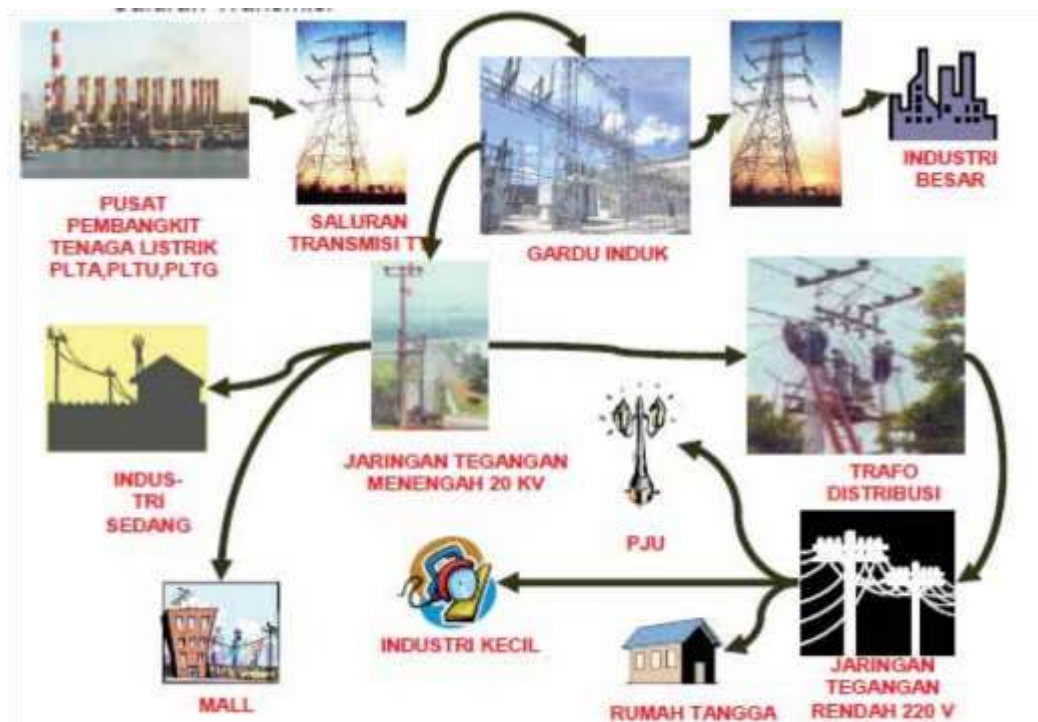 INDUSTRI
BESAR
PUSAT
PEMBANGKIT
TENAGA LISTRIK
PLTA,PLTU,PLTG
SALURAN
TRANSMISI T
GARDU INDUK
INDUS-
TRI
SEDANG
JARINGAN TEGANGAN
MENENGAH 20 KV
TRAFO
DISTRIBUSI
PJU
MALL
INDUSTRI KECIL
RUMAH TANGGA
JARINGAN
TEGANGAN
RENDAH 220 V